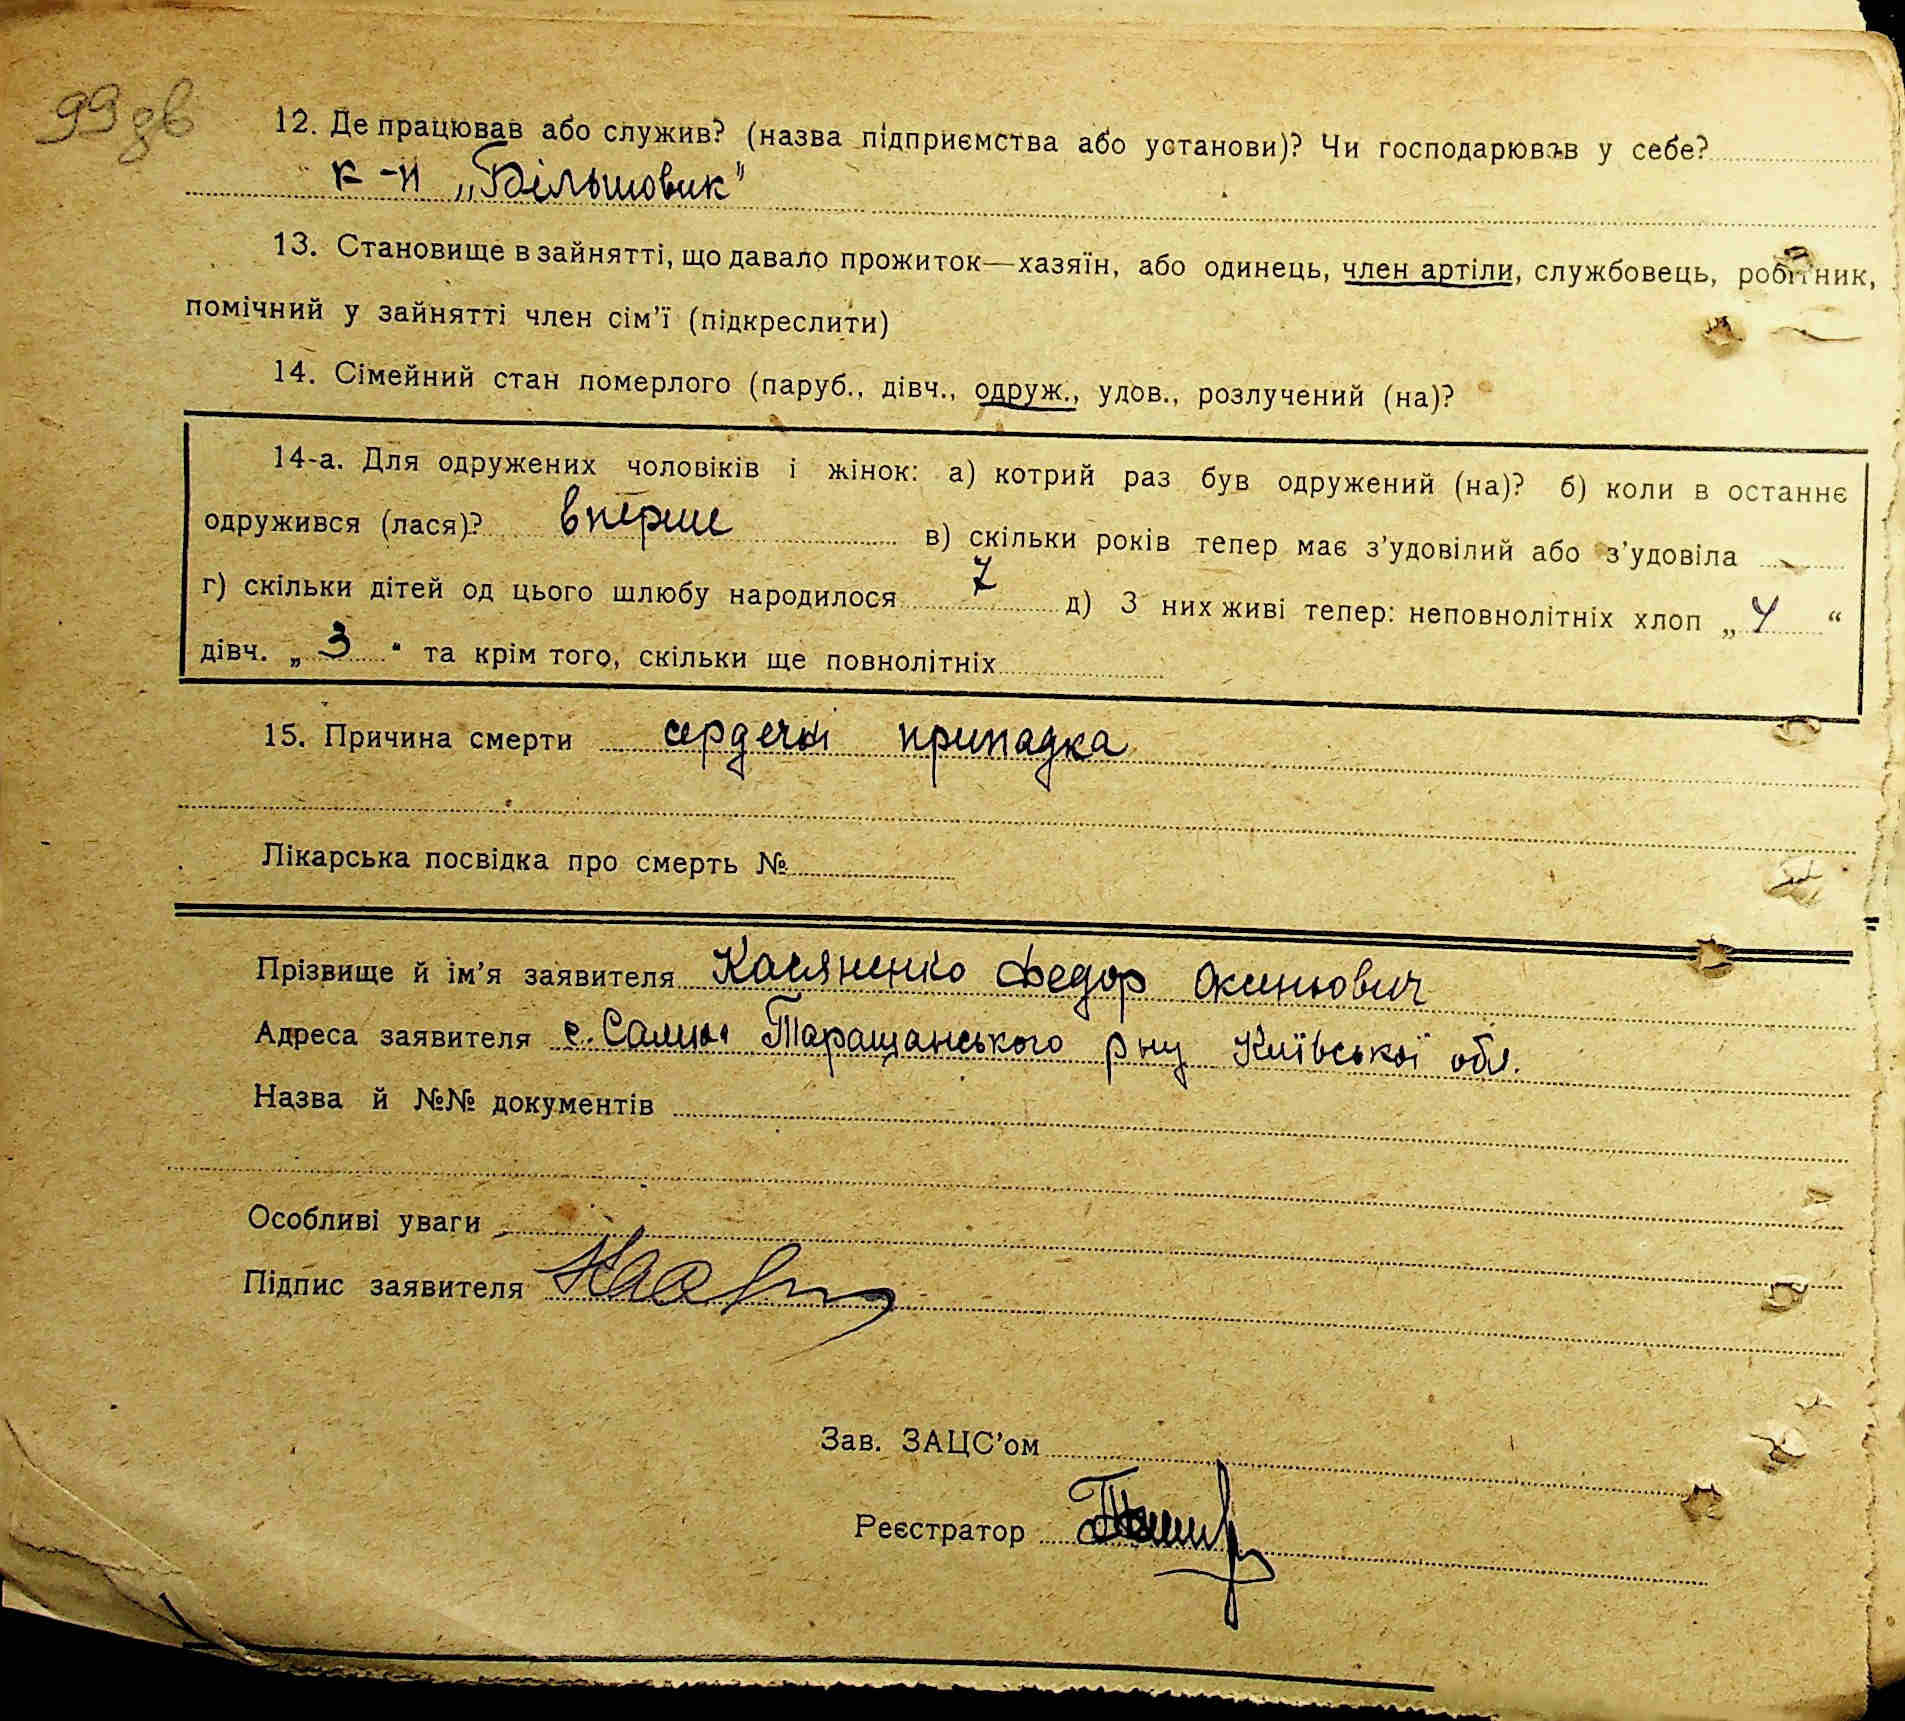 99 зв
12. Де працював або служив? (назва підприємства або установи)? Чи господарював у себе?
к-п „Більшовик"
13. Становище в зайнятті, що давало прожиток—хазяїн, або одинець, член артіли, службовець, робітник,
помічний у зайнятті член сім'ї (підкреслити)
14. Сімейний стан померлого (паруб., дівч., одруж., удов., розлучений (на)?
14-а. Для одружених чоловіків і жінок: а) котрий раз був одружений (на)? б) коли в останнє
одружився (лася)? вперше в) скільки років тепер має з'удовілий або з'удовіла
г) скільки дітей од цього шлюбу народилося 7 д) З них живі тепер: неповнолітніх хлоп „ 4 "
дівч. „ 3 " та крім того, скільки ще повнолітніх
15. Причина смерти сердечні припадка
Лікарська посвідка про смерть №
Прізвище й ім'я заявителя Касяненко Федор
Адреса заявителя с. Таращанського р ну Київської обл.
Назва й №№ документів
Особливі уваги
Підпис заявителя
Зав. ЗАЦС'ом
Реєстратор